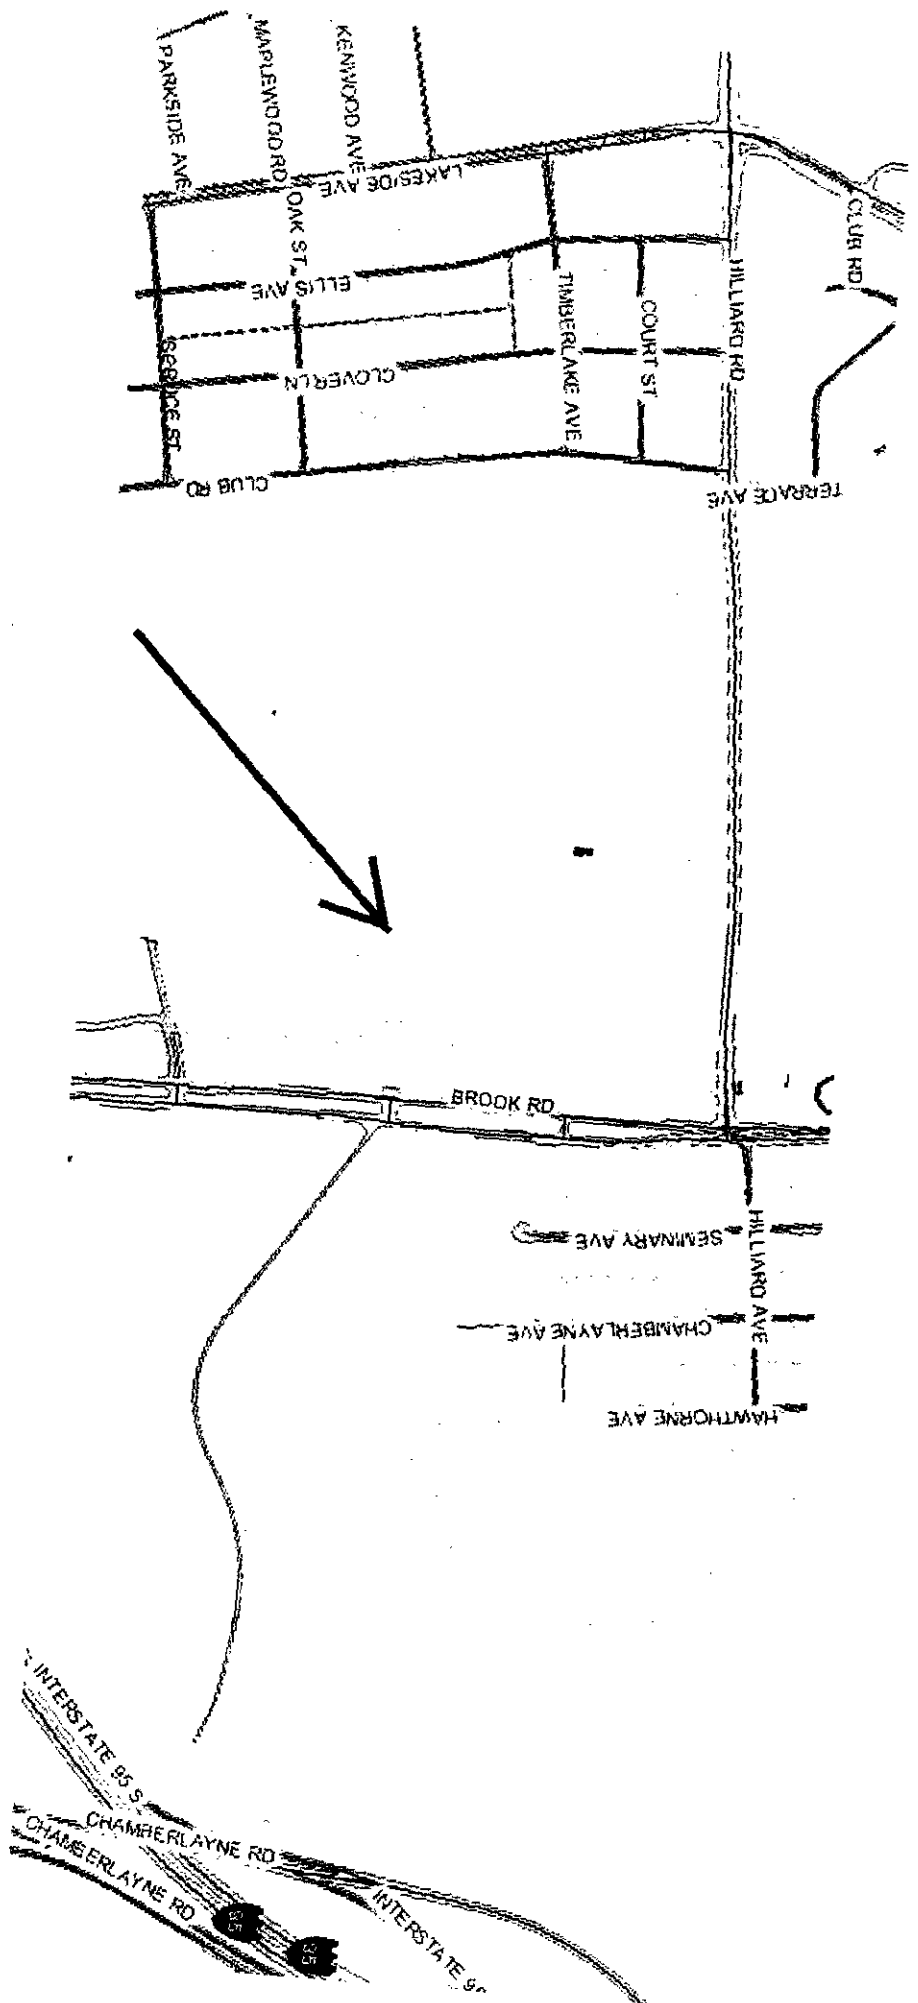 PARKSIDE AVE
MAPLEWOOD RD
KENWOOD AVE
LAKESIDE AVE
OAK ST
CLUB RD
ELLIS AVE
TIMBERLAKE AVE
COURT ST
HILLIARD RD
SPRUCE ST
CLOVER LN
CLUB RD
TERRACE AVE
BROOK RD
SEMINARY AVE
HILLIARD AVE
CHAMBERLAYNE AVE
HAWTHORNE AVE
INTERSTATE 95 S
CHAMBERLAYNE RD
CHAMBERLAYNE RD
INTERSTATE
95
95